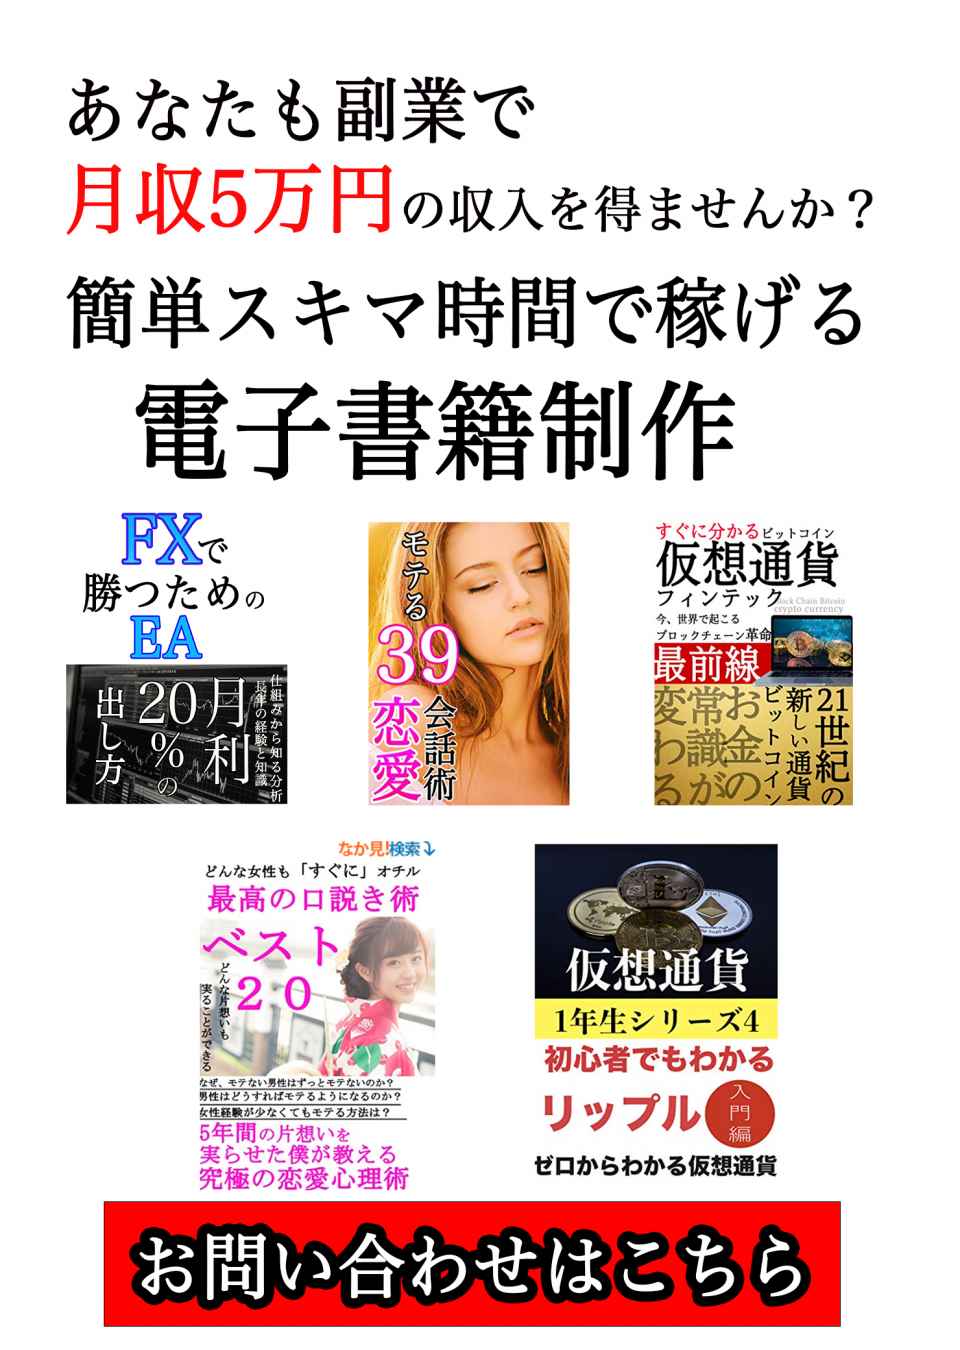 あなたも副業で
月収5万円の収入を得ませんか？
簡単スキマ時間で稼げる
電子書籍制作
FXで
勝つための
EA
仕組みから知る分析
長年の経験と知識
月利
20%の
出し方
モテる
39
会話術
恋愛
すぐに分かるビットコイン
仮想通貨
フィンテック
Block Chain Bitcoin
crypto currency
今、世界で起こる
ブロックチェーン革命
最前線
21世紀の
新しい通貨
ビットコイン
お金の
常識が
変わる
なか見!検索
どんな女性も「すぐに」オチル
最高の口説き術
ベスト
20
どんな片想いも
実ることができる
なぜ、モテない男性はずっとモテないのか？
男性はどうすればモテるようになるのか？
女性経験が少なくてもモテる方法は？
5年間の片想いを
実らせた僕が教える
究極の恋愛心理術
仮想通貨
1年生シリーズ4
初心者でもわかる
リップル
入門編
ゼロからわかる仮想通貨
お問い合わせはこちら